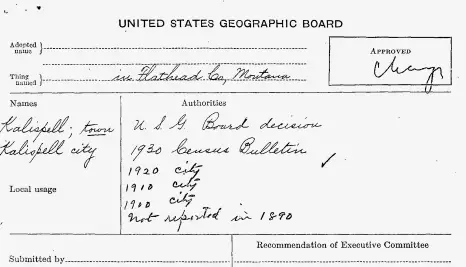 UNITED STATES GEOGRAPHIC BOARD
Adopted name
Thing named in Flathead Co, Montana
APPROVED
Change
Names
Authorities
Kalispell; town U.S.G. Board decision
Kalispell city 1930 Census Bulletin
1920 city
1910 city
Local usage
1900 city
Not reported in 1890
Recommendation of Executive Committee
Submitted by